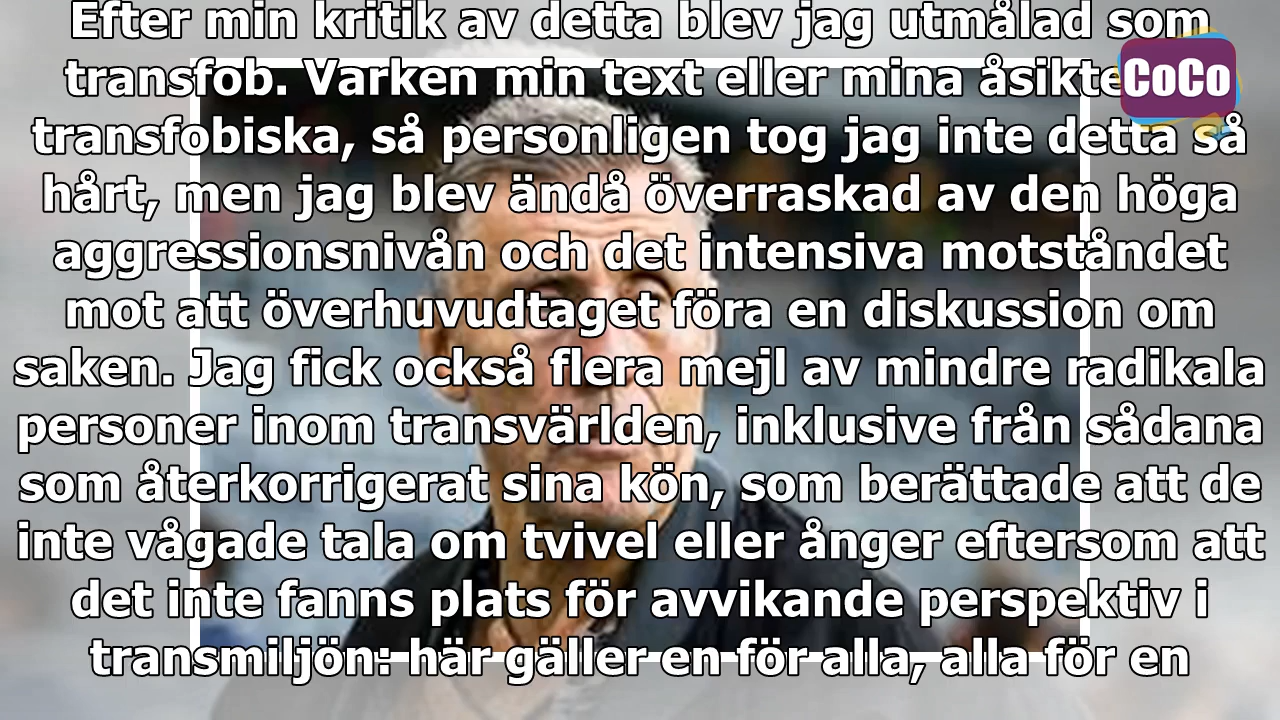 Efter min kritik av detta blev jag utmålad som
transfob. Varken min text eller mina åsikter
transfobiska, så personligen tog jag inte detta så
hårt, men jag blev ändå överraskad av den höga
aggressionsnivån och det intensiva motståndet
mot att överhuvudtaget föra en diskussion om
saken. Jag fick också flera mejl av mindre radikala
personer inom transvärlden, inklusive från sådana
som återkorrigerat sina kön, som berättade att de
inte vågade tala om tvivel eller ånger eftersom att
det inte fanns plats för avvikande perspektiv i
transmiljön: här gäller en för alla, alla för en
CoCo